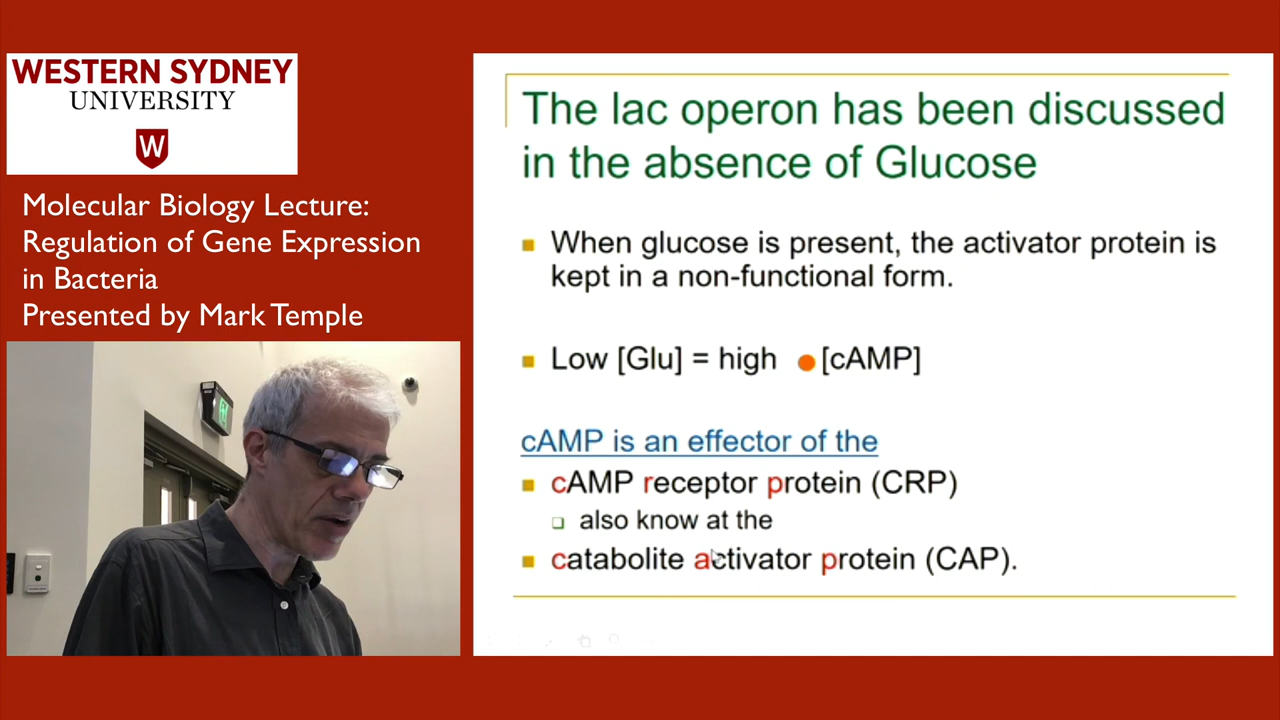 WESTERN SYDNEY
UNIVERSITY
W
Molecular Biology Lecture:
Regulation of Gene Expression
in Bacteria
Presented by Mark Temple
The lac operon has been discussed
in the absence of Glucose
When glucose is present, the activator protein is
kept in a non-functional form.
Low [Glu] = high [cAMP]
cAMP is an effector of the
cAMP receptor protein (CRP)
also know at the
catabolite activator protein (CAP).